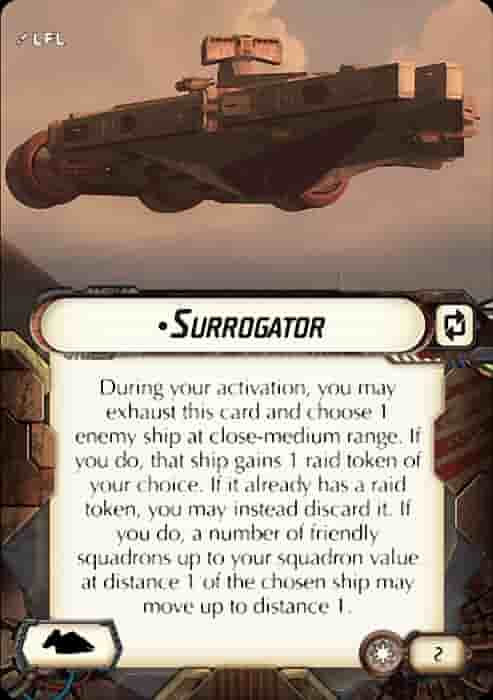 LFL
•SURROGATOR
During your activation, you may
exhaust this card and choose 1
enemy ship at close-medium range. If
you do, that ship gains 1 raid token of
your choice. If it already has a raid
token, you may instead discard it. If
you do, a number of friendly
squadrons up to your squadron value
at distance 1 of the chosen ship may
move up to distance 1.
2